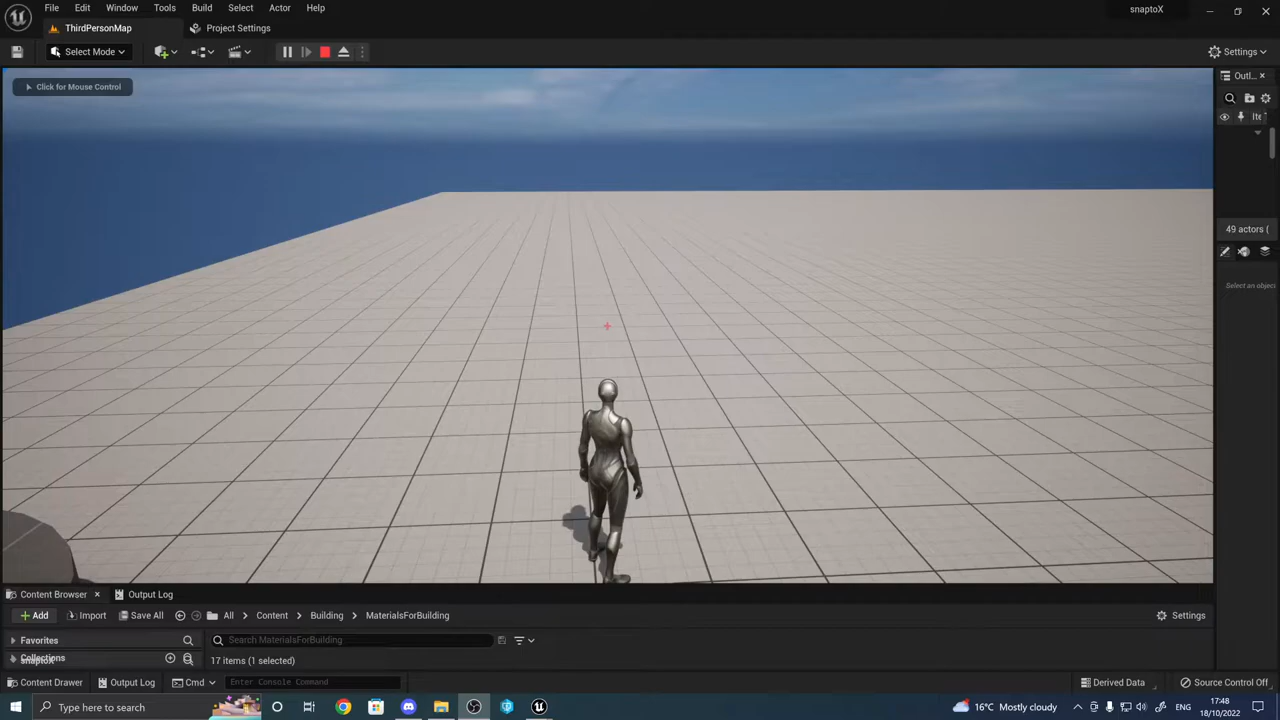 File Edit Window Tools Build Select Actor Help
snaptoX
ThirdPersonMap
Project Settings
Select Mode
Settings
Click for Mouse Control
Outl...
Ite
49 actors (
Select an object
Content Browser
Output Log
Add
Import
Save All
All
Content
Building
MaterialsForBuilding
Settings
Favorites
Search MaterialsForBuilding
Collections
snaptoX
17 items (1 selected)
Content Drawer
Output Log
Cmd
Enter Console Command
Derived Data
Source Control Off
Type here to search
16°C Mostly cloudy
ENG
17:48
18/10/2022